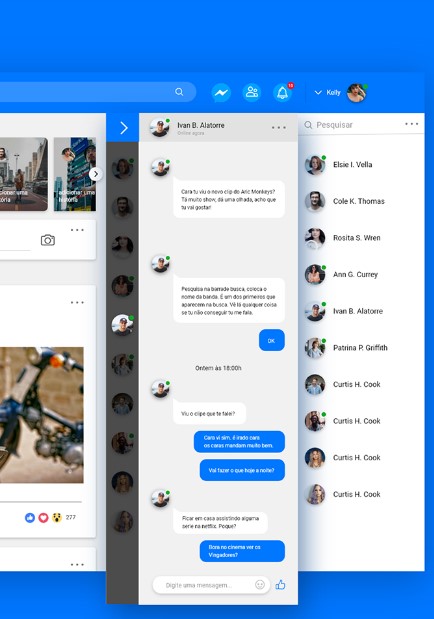 10
Kelly
Ivan B. Alatorre
Online agora
Pesquisar
Cara tu viu o novo clip do Aric Monkeys?
Tá muito show, dá uma olhada, acho que
tu vai gostar!
Pesquisa na barrade busca, coloca o
nome da banda. É um dos primeiros que
aparecem na busca. Vê lá qualquer coisa
se tu não conseguir tu me fala.
OK
Ontem às 18:00h
Viu o clipe que te falei?
Cara vi sim. é irado cara
os caras mandam muito bem.
Vai fazer o que hoje a noite?
Ficar em casa assistindo alguma
serie na netflix. Poque?
Bora no cinema ver os
Vingadores?
Digite uma mensagem...
Elsie I. Vella
Cole K. Thomas
Rosita S. Wren
Ann G. Currey
Ivan B. Alatorre
Patrina P. Griffith
Curtis H. Cook
Curtis H. Cook
Curtis H. Cook
Curtis H. Cook
icionar uma
tória
adicionar uma
história
277